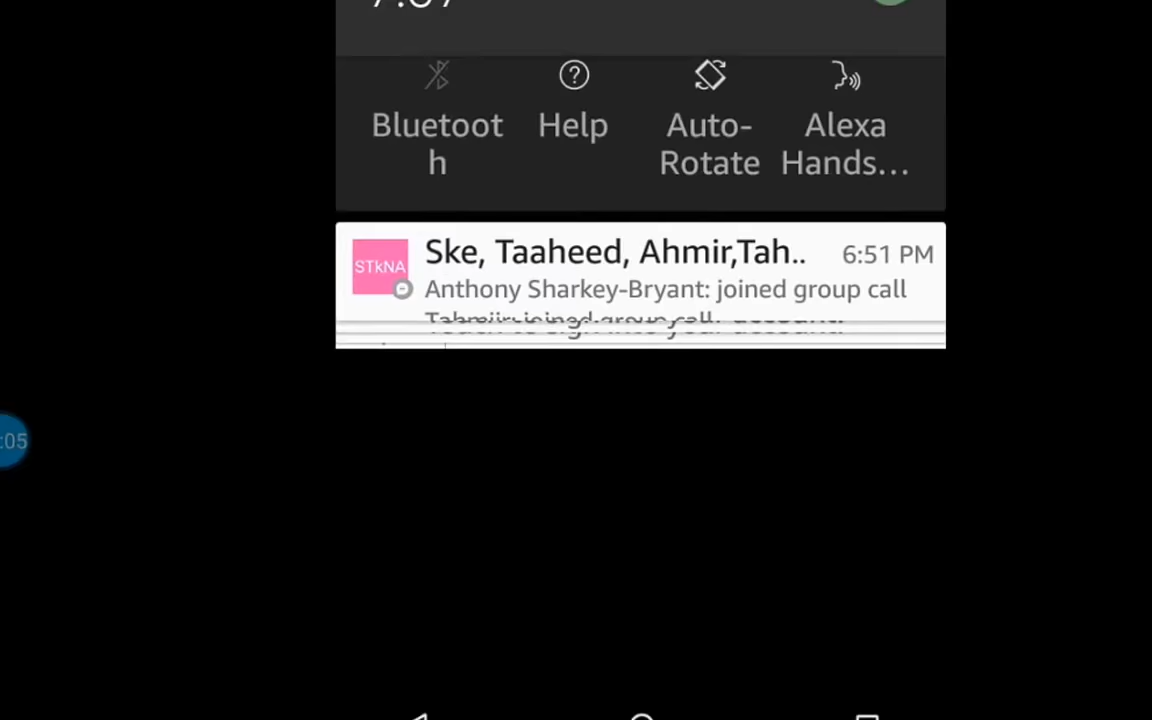 Bluetoot
h
Help
Auto-
Rotate
Alexa
Hands...
STkNA
Ske, Taaheed, Ahmir,Tah..
6:51 PM
Anthony Sharkey-Bryant: joined group call
:05